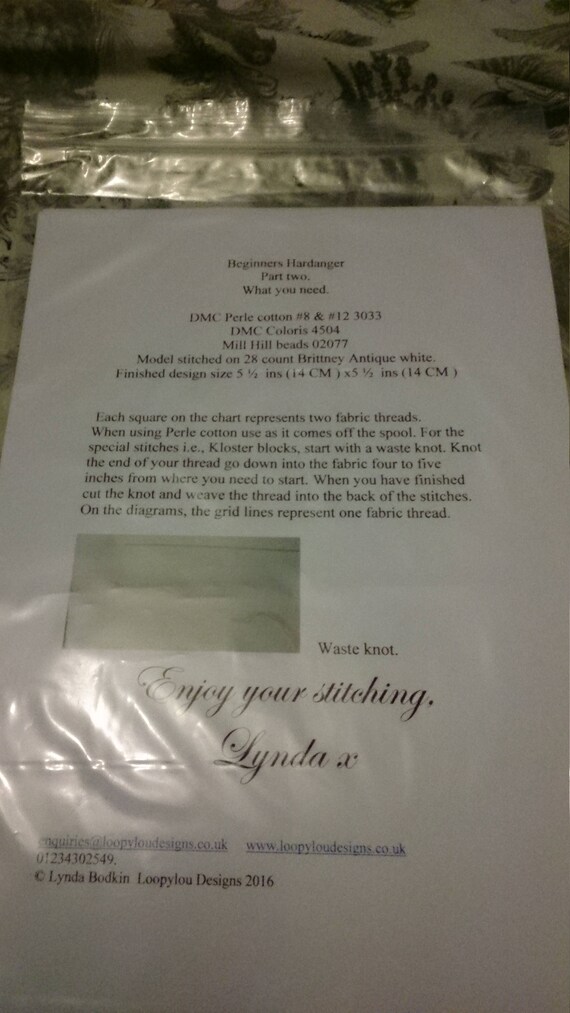 Beginners Hardanger
Part two.
What you need.
DMC Perle cotton #8 & #12 3033
DMC Coloris 4504
Mill Hill beads 02077
Model stitched on 28 count Brittney Antique white.
Finished design size 5 ½ ins (14 CM ) x5 ½ ins (14 CM )
Each square on the chart represents two fabric threads.
When using Perle cotton use as it comes off the spool. For the
special stitches i.e., Kloster blocks, start with a waste knot. Knot
the end of your thread go down into the fabric four to five
inches from where you need to start. When you have finished
cut the knot and weave the thread into the back of the stitches.
On the diagrams, the grid lines represent one fabric thread.
Waste knot.
Enjoy your stitching,
Lynda x
enquiries@loopyloudesigns.co.uk www.loopyloudesigns.co.uk
01234302549.
© Lynda Bodkin Loopylou Designs 2016